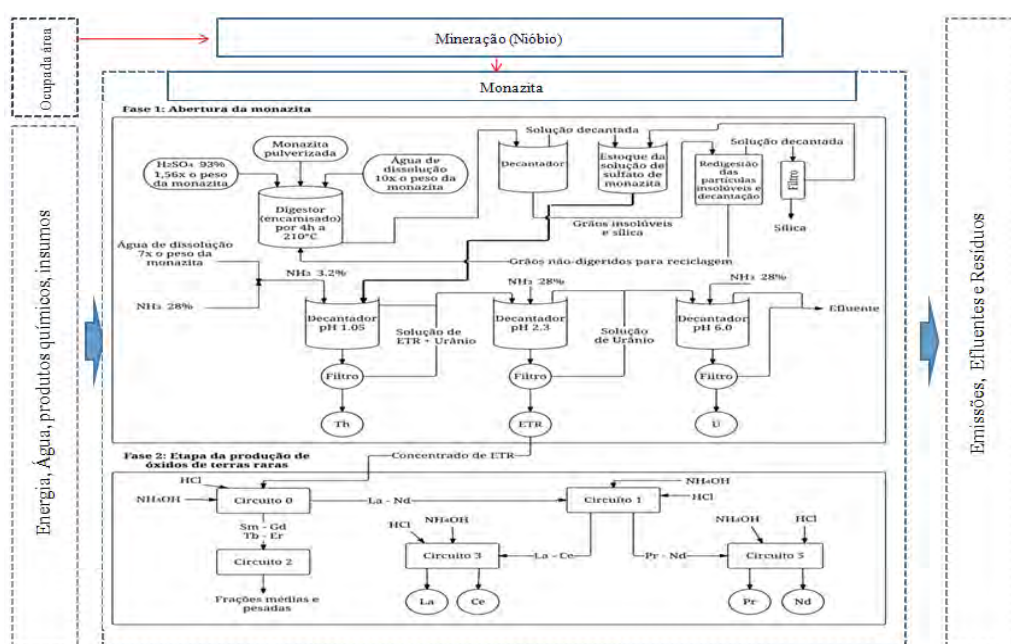 Ocupada área
Mineração (Nióbio)
Monazita
Fase 1: Abertura da monazita
Monazita
pulverizada
H₂SO₄ 93%
1,56x o peso
da monazita
Água de
dissolução
10x o peso da
monazita
Digestor
(encamisado)
por 4h a
210°C
Solução decantada
Decantador
Estoque da
solução de
sulfato de
monazita
Redigestão
das
partículas
insolúveis e
decantação
Solução decantada
Filtro
Sílica
Grãos insolúveis
e sílica
Água de dissolução
7x o peso da
monazita
Grãos não-digeridos para reciclagem
NH₃ 3.2%
NH₃ 28%
NH₃ 28%
NH₃ 28%
Decantador
pH 1.05
Solução de
ETR + Urânio
Decantador
pH 2.3
Solução
de Urânio
Decantador
pH 6.0
Efluente
Filtro
Filtro
Filtro
Th
ETR
U
Fase 2: Etapa da produção de
óxidos de terras raras
Concentrado de ETR
HCl
NH₄OH
Circuito 0
La - Nd
NH₄OH
HCl
Circuito 1
Sm - Gd
Tb - Er
Circuito 2
Frações médias e
pesadas
HCl
NH₄OH
Circuito 3
La - Ce
La
Ce
Pr - Nd
NH₄OH
HCl
Circuito 5
Pr
Nd
Energia, Água, produtos químicos, insumos
Emissões, Efluentes e Resíduos